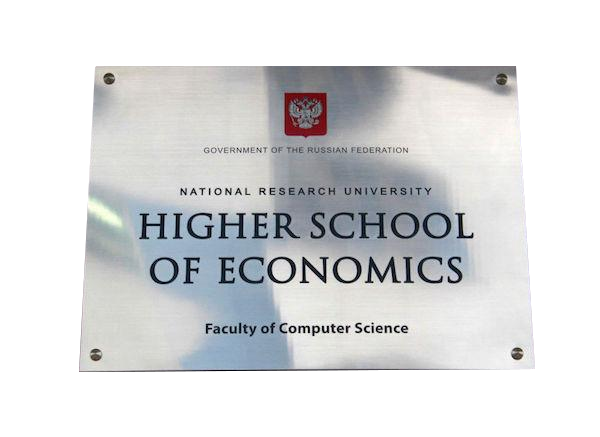 GOVERNMENT OF THE RUSSIAN FEDERATION
NATIONAL RESEARCH UNIVERSITY
HIGHER SCHOOL
OF ECONOMICS
Faculty of Computer Science